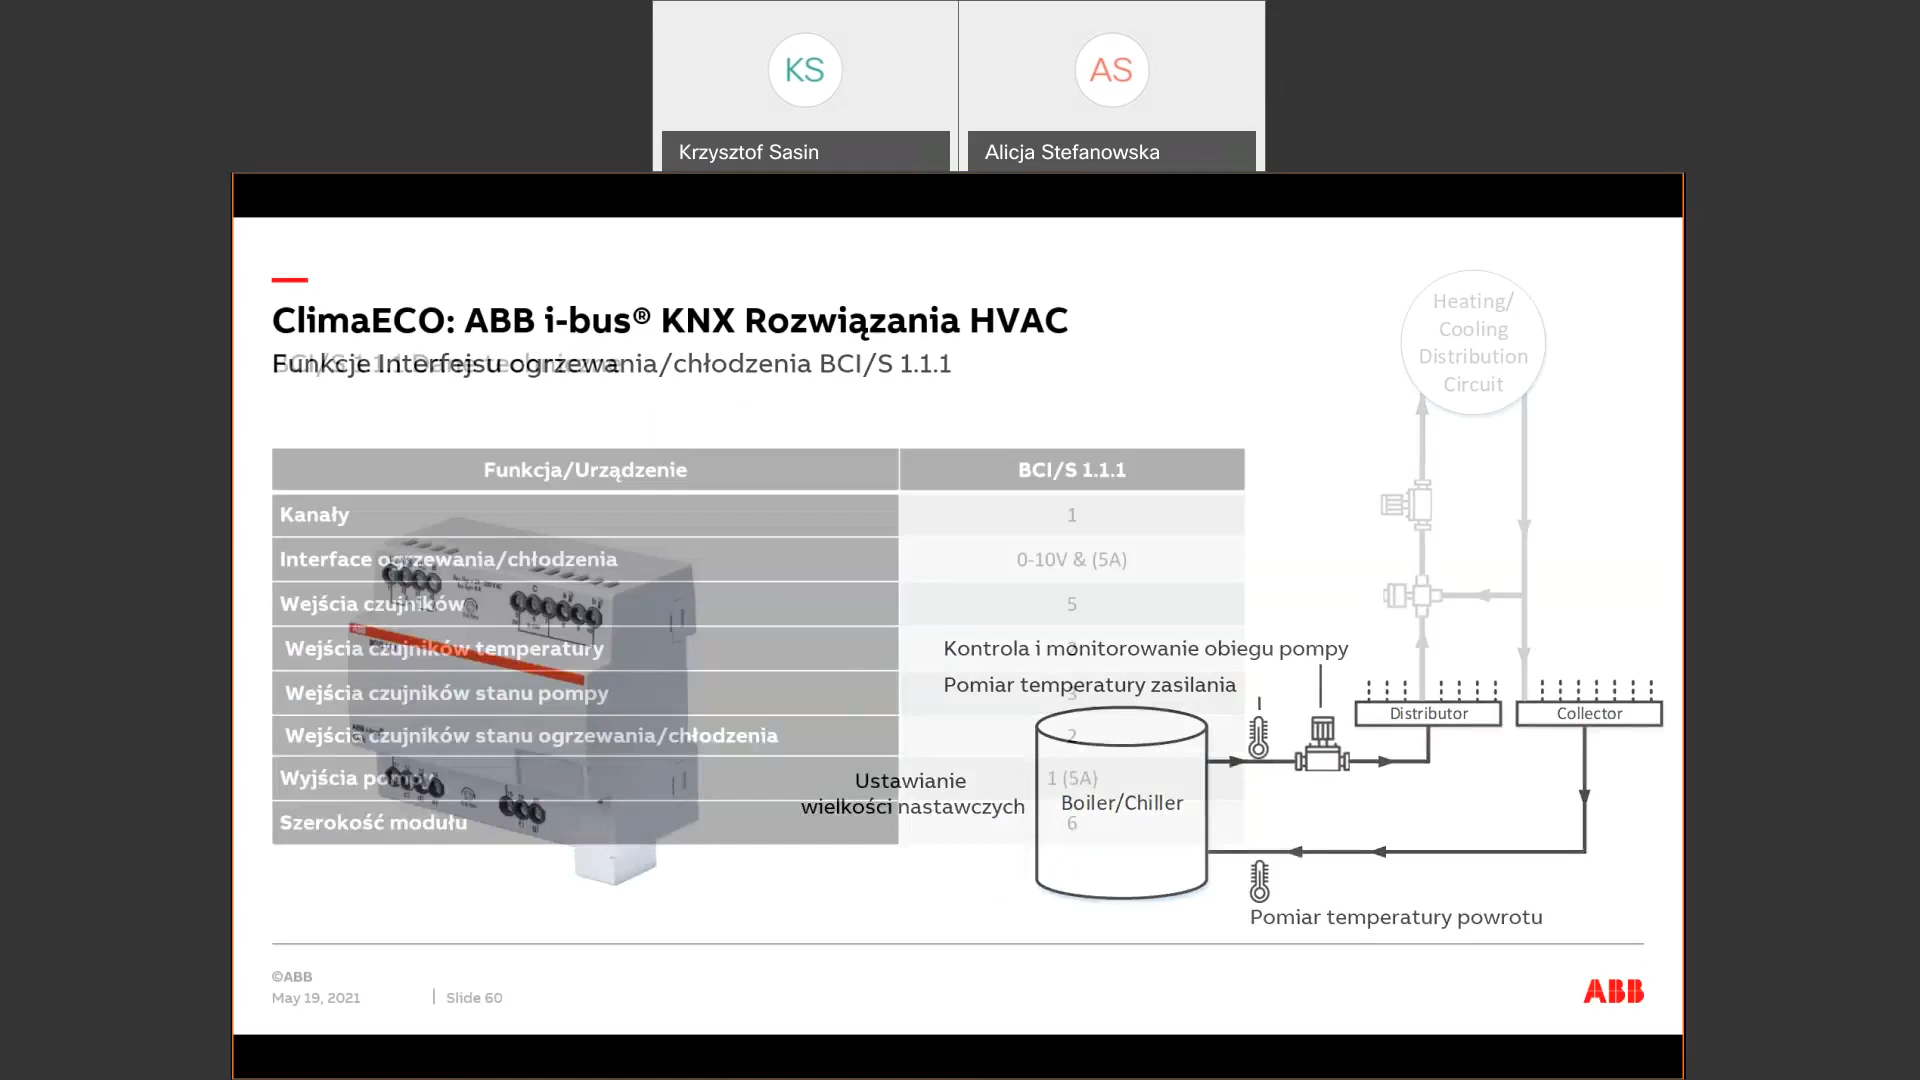 KS
AS
Krzysztof Sasin
Alicja Stefanowska
ClimaECO: ABB i-bus® KNX Rozwiązania HVAC
Funkcje Interfejsu ogrzewania/chłodzenia BCI/S 1.1.1
Heating/
Cooling
Distribution
Circuit
Funkcja/Urządzenie BCI/S 1.1.1
Kanały 1
Interface ogrzewania/chłodzenia 0-10V & (5A)
Wejścia czujników 5
Wejścia czujników temperatury
Wejścia czujników stanu pompy 3
Wejścia czujników stanu ogrzewania/chłodzenia 2
Wyjścia pompy 1 (5A)
Szerokość modułu 6
Kontrola i monitorowanie obiegu pompy
Pomiar temperatury zasilania
Distributor
Collector
Ustawianie
wielkości nastawczych
Boiler/Chiller
Pomiar temperatury powrotu
©ABB
May 19, 2021
Slide 60
ABB